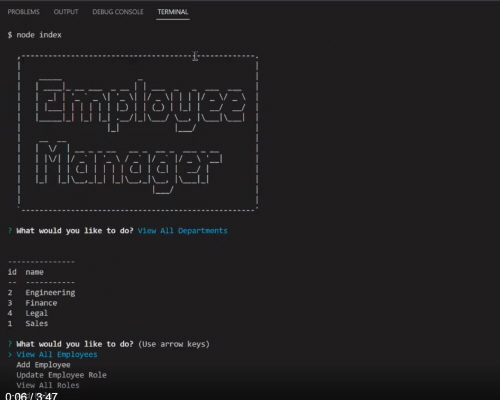 PROBLEMS OUTPUT DEBUG CONSOLE TERMINAL
$ node index
Employee
Manager
? What would you like to do? View All Departments
---------------
id  name
--  -----------
2   Engineering
3   Finance
4   Legal
1   Sales
? What would you like to do? (Use arrow keys)
> View All Employees
Add Employee
Update Employee Role
View All Roles
0:06 / 3:47